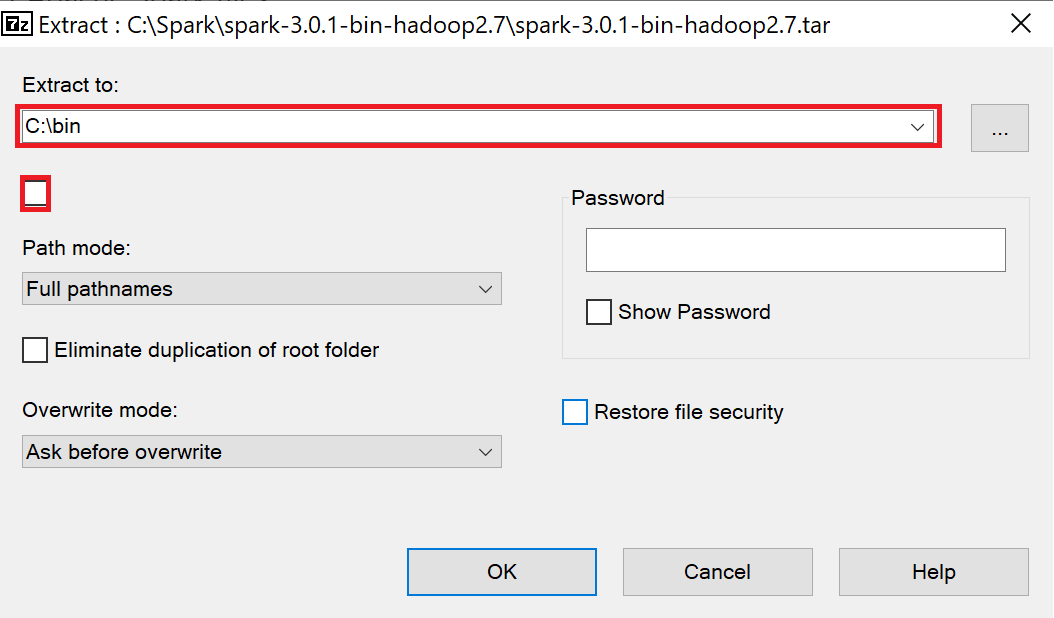 7z Extract : C:\Spark\spark-3.0.1-bin-hadoop2.7\spark-3.0.1-bin-hadoop2.7.tar
Extract to:
C:\bin
...
Password
Path mode:
Full pathnames
Show Password
Eliminate duplication of root folder
Overwrite mode:
Restore file security
Ask before overwrite
OK Cancel Help